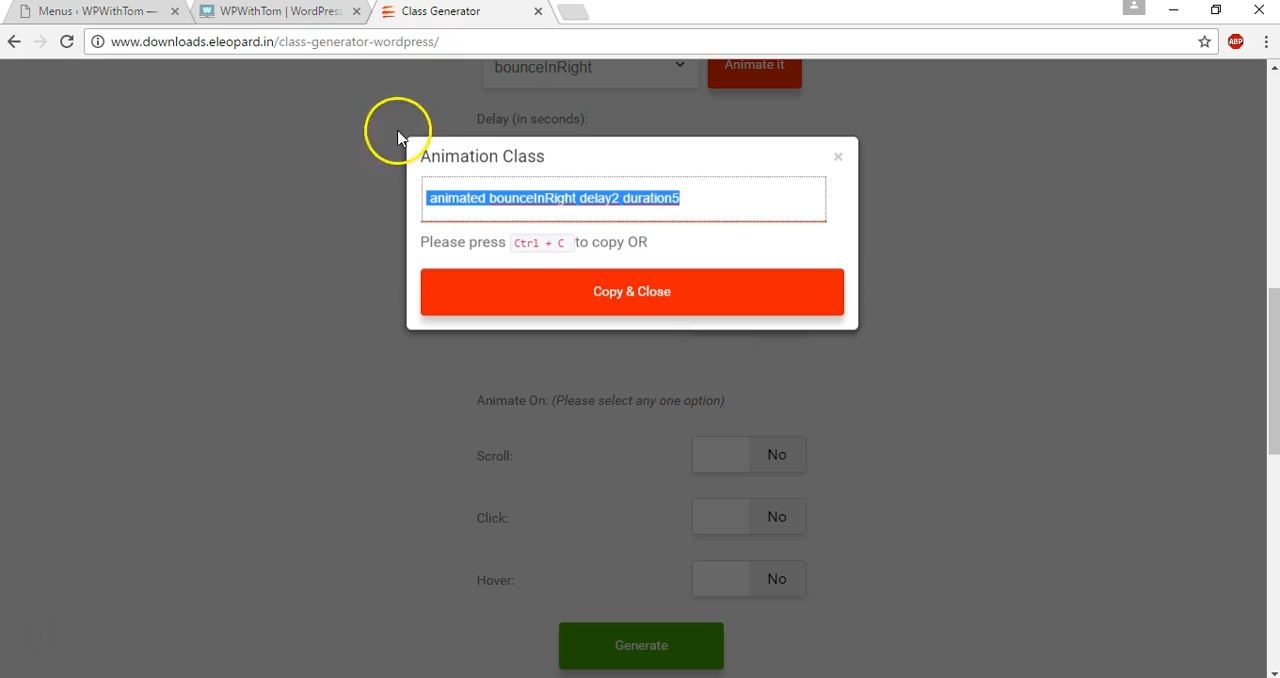 Menus ‹ WPWithTom —
WPWithTom | WordPress
Class Generator
www.downloads.eleopard.in/class-generator-wordpress/
ABP
bounceInRight
Animate it
Delay (in seconds):
Animation Class
×
animated bounceInRight delay2 duration5
Please press Ctrl + C to copy OR
Copy & Close
Animate On: (Please select any one option)
Scroll:
No
Click:
No
Hover:
No
Generate